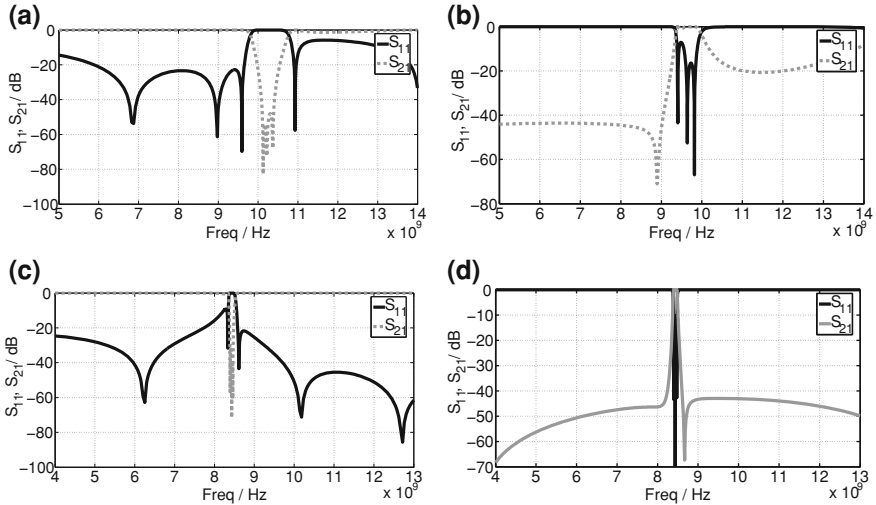 (a)
0
−20
−40
−60
−80
−100
S11, S21/ dB
S11
S21
5 6 7 8 9 10 11 12 13 14
Freq / Hz
x 10^9
(b)
0
−20
−40
−60
−80
S11, S21/ dB
S11
S21
5 6 7 8 9 10 11 12 13 14
Freq / Hz
x 10^9
(c)
0
−20
−40
−60
−80
−100
S11, S21/ dB
S11
S21
4 5 6 7 8 9 10 11 12 13
Freq / Hz
x 10^9
(d)
0
−10
−20
−30
−40
−50
−60
−70
S11, S21/ dB
S11
S21
4 5 6 7 8 9 10 11 12 13
Freq / Hz
x 10^9